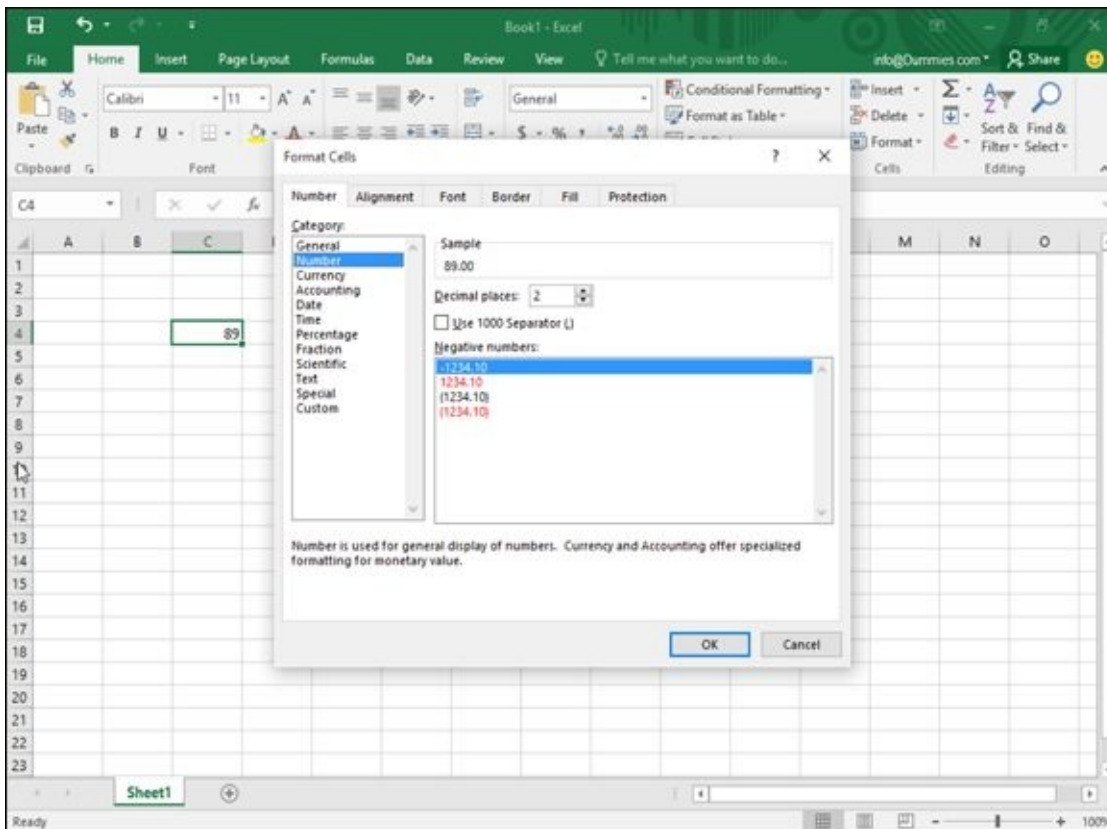 Book1 - Excel
File Home Insert Page Layout Formulas Data Review View Tell me what you want to do... info@Dummies.com Share
Calibri 11 A A General Conditional Formatting Insert
Paste B I U A $ % , Format as Table Delete Sort & Find &
Format Filter Select
Clipboard Font Cells Editing
C4 fx
A B C M N O
1
2
3
4 89
5
6
7
8
9
11
12
13
14
15
16
17
18
19
20
21
22
23
Format Cells ?
Number Alignment Font Border Fill Protection
Category:
General
Number
Currency
Accounting
Date
Time
Percentage
Fraction
Scientific
Text
Special
Custom
Sample
89.00
Decimal places: 2
Use 1000 Separator (,)
Negative numbers:
-1234.10
1234.10
(1234.10)
(1234.10)
Number is used for general display of numbers. Currency and Accounting offer specialized
formatting for monetary value.
OK Cancel
Sheet1
Ready 100%